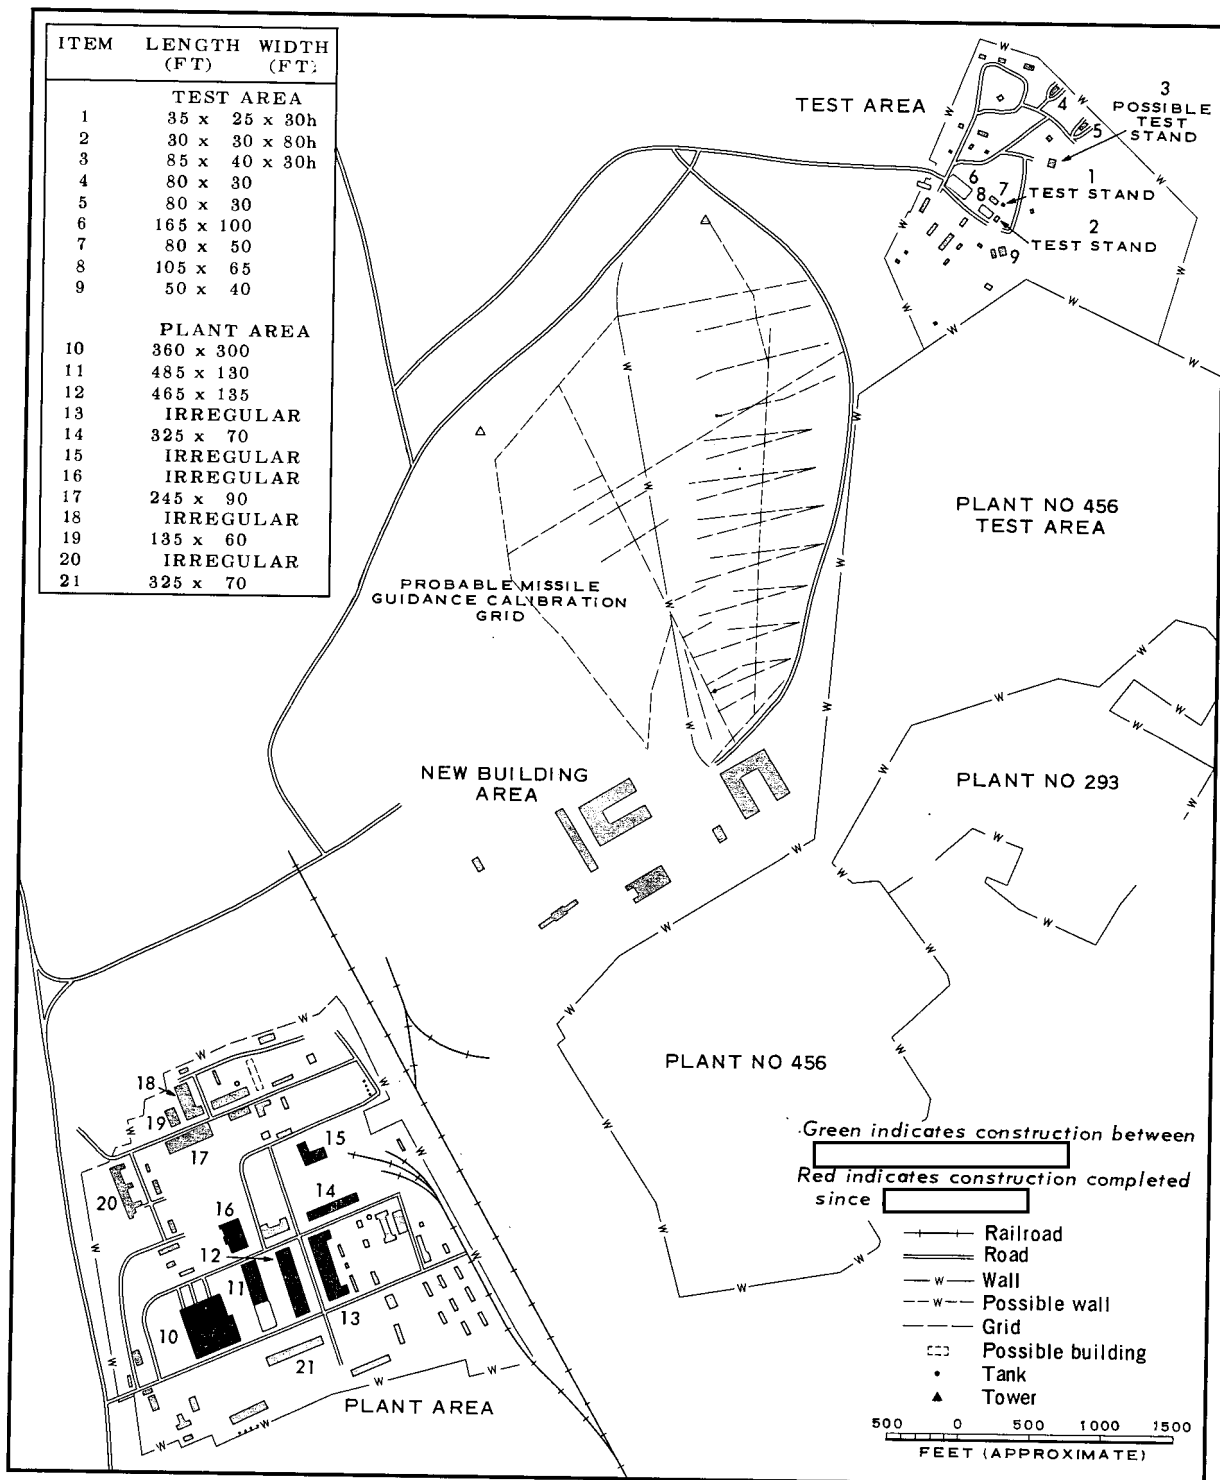 ITEM LENGTH WIDTH
(FT) (FT)
TEST AREA
1 35 x 25 x 30h
2 30 x 30 x 80h
3 85 x 40 x 30h
4 80 x 30
5 80 x 30
6 165 x 100
7 80 x 50
8 105 x 65
9 50 x 40
PLANT AREA
10 360 x 300
11 485 x 130
12 465 x 135
13 IRREGULAR
14 325 x 70
15 IRREGULAR
16 IRREGULAR
17 245 x 90
18 IRREGULAR
19 135 x 60
20 IRREGULAR
21 325 x 70
TEST AREA
W
4
5
3
POSSIBLE
TEST
STAND
W
W
6
7
8
1
TEST STAND
2
TEST STAND
W
9
W
W
W
W
W
W
W
W
W
PLANT NO 456
TEST AREA
W
PROBABLE MISSILE
GUIDANCE CALIBRATION
GRID
W
W
W
W
W
W
W
NEW BUILDING
AREA
PLANT NO 293
W
W
W
W
W
W
W
W
W
W
W
PLANT NO 456
W
W
W
W
W
W
W
18
19
17
15
20
14
16
12
11
13
10
21
W
W
W
W
W
W
PLANT AREA
Green indicates construction between
Red indicates construction completed
since
Railroad
Road
W Wall
W Possible wall
Grid
Possible building
Tank
Tower
500 0 500 1000 1500
FEET (APPROXIMATE)